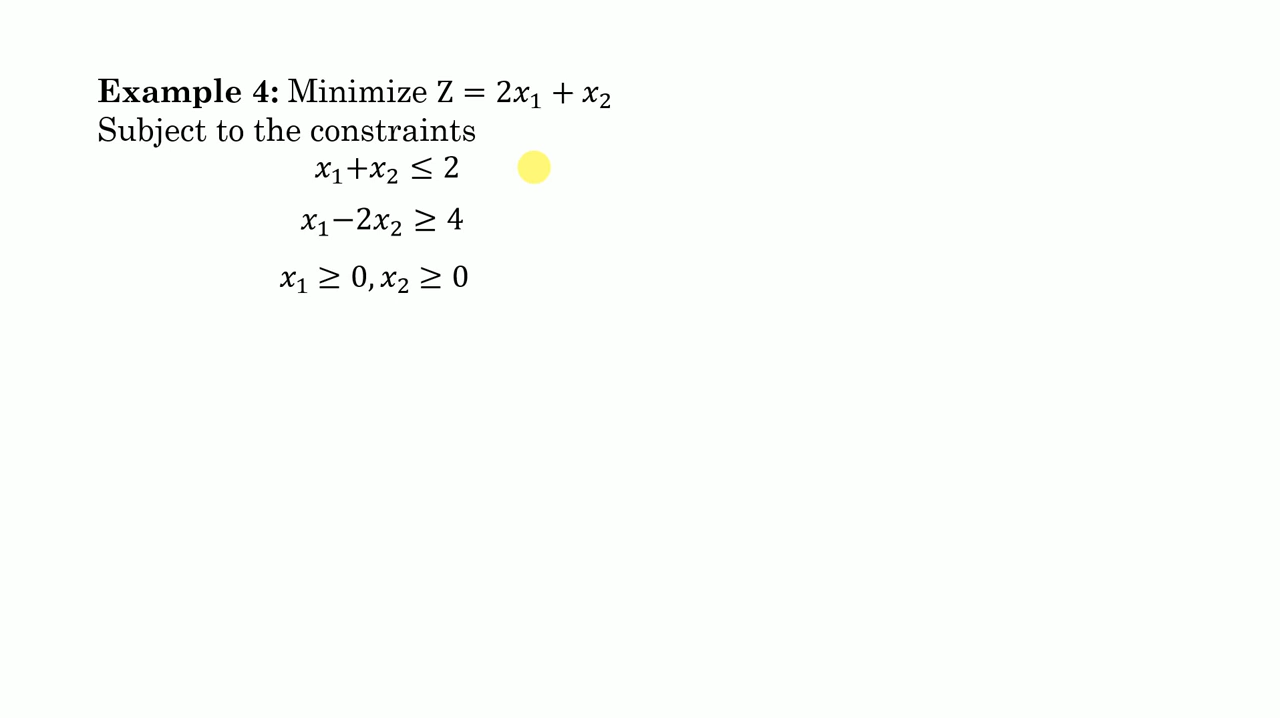 Example 4: Minimize Z = 2x₁ + x₂
Subject to the constraints
x₁+x₂ ≤ 2
x₁−2x₂ ≥ 4
x₁ ≥ 0, x₂ ≥ 0